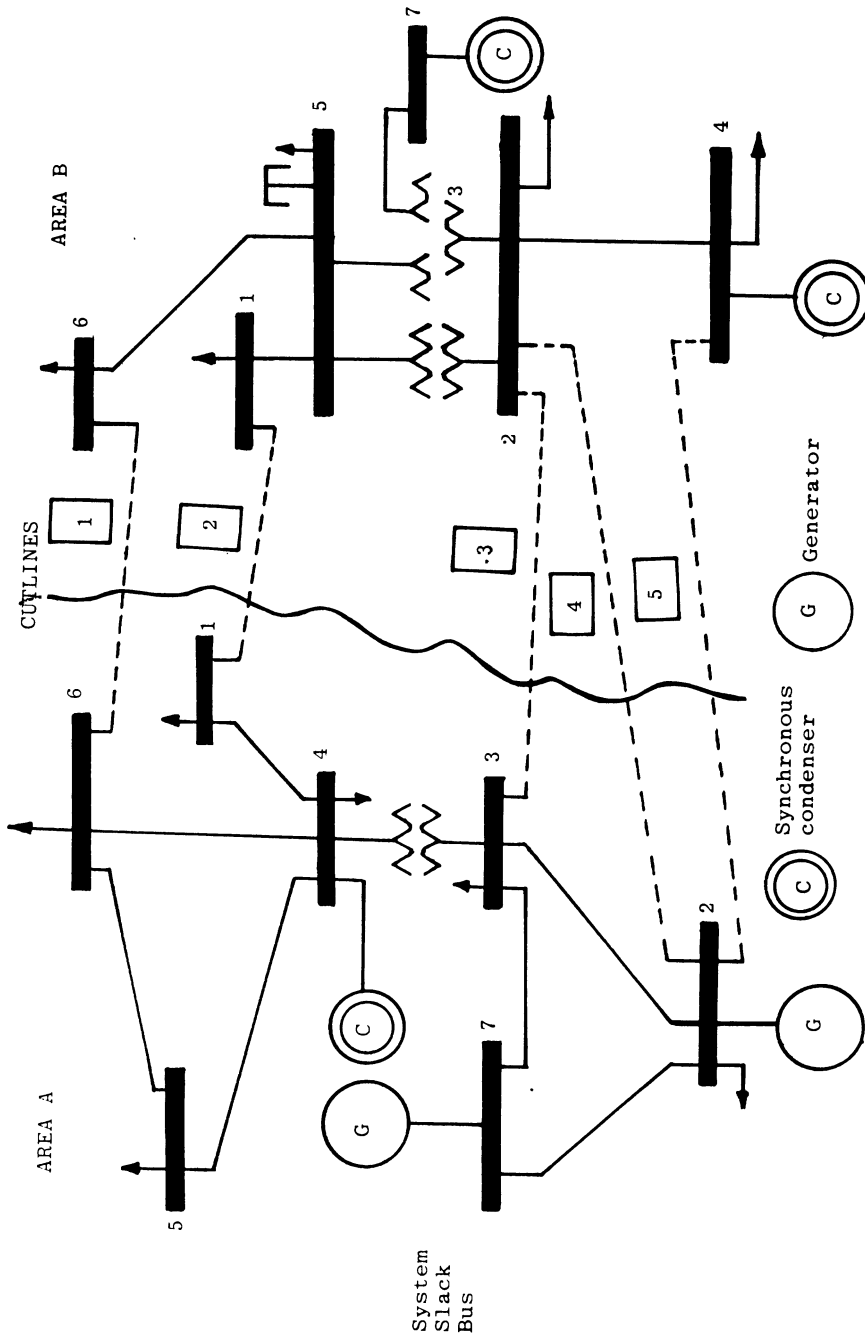 AREA A
CUTLINES
AREA B
6
6
1
1
2
1
5
5
4
C
7
C
G
System
Slack
Bus
7
3
.3
3
2
4
5
2
G
C
4
C
Synchronous
condenser
G
Generator